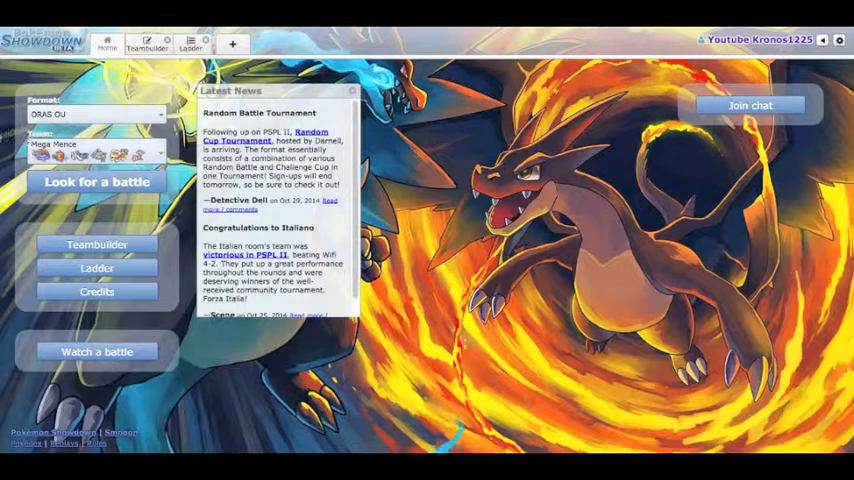 Pokémon
SHOWDOWN
BETA
Home
Teambuilder
Ladder
+
Youtube Kronos1225
Format:
ORAS OU
Team:
Mega Mence
Look for a battle
Teambuilder
Ladder
Credits
Watch a battle
Pokémon Showdown | Smogon
Pokédex | Replays | Rules
Latest News
Random Battle Tournament
Following up on PSPL II, Random
Cup Tournament, hosted by Darnell,
is arriving. The format essentially
consists of a combination of various
Random Battle and Challenge Cup in
one Tournament! Sign-ups will end
tomorrow, so be sure to check it out!
—Detective Dell on Oct 29, 2014 Read
more / comments
Congratulations to Italiano
The Italian room's team was
victorious in PSPL II, beating Wifi
4-2. They put up a great performance
throughout the rounds and were
deserving winners of the well-
received community tournament.
Forza Italia!
—Scene on Oct 25, 2014 Read more /
Join chat